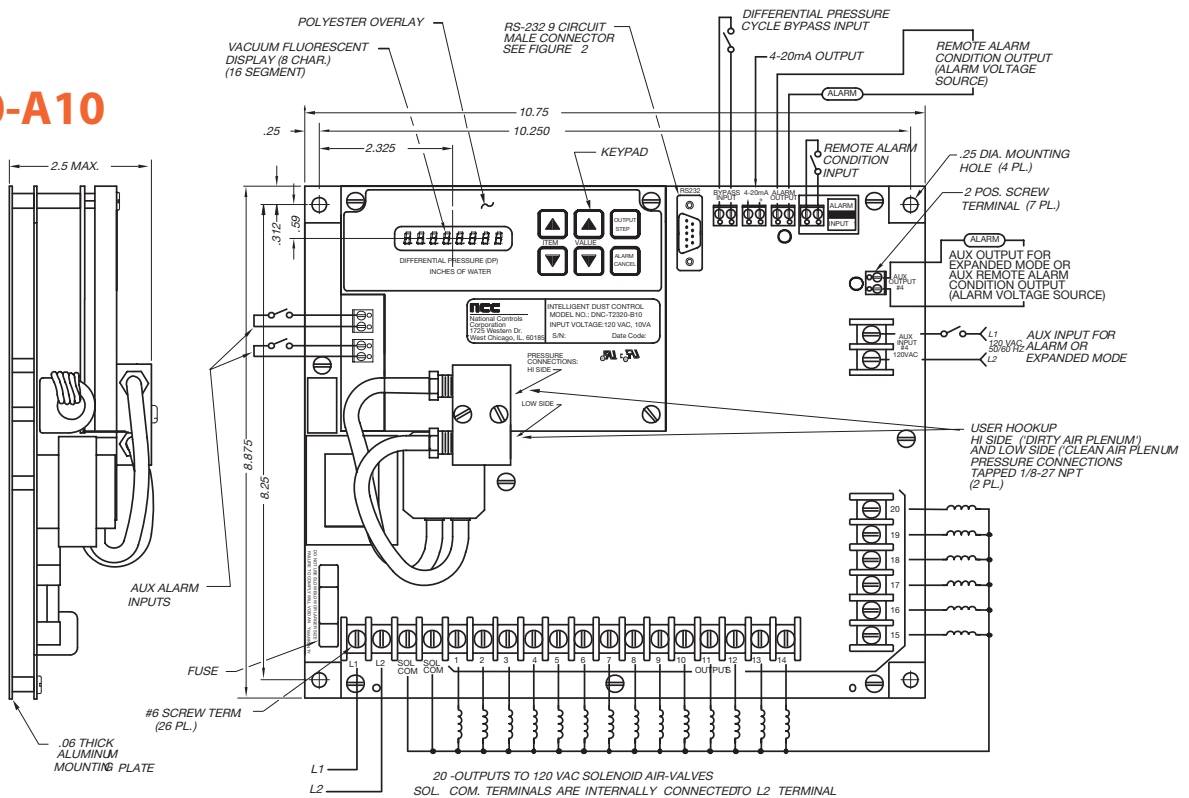 POLYESTER OVERLAY
VACUUM FLUORESCENT
DISPLAY (8 CHAR.)
(16 SEGMENT)
RS-232 9 CIRCUIT
MALE CONNECTOR
SEE FIGURE 2
DIFFERENTIAL PRESSURE
CYCLE BYPASS INPUT
4-20mA OUTPUT
REMOTE ALARM
CONDITION OUTPUT
(ALARM VOLTAGE
SOURCE)
ALARM
-A10
10.75
10.250
.25
2.325
2.5 MAX.
KEYPAD
REMOTE ALARM
CONDITION
INPUT
.25 DIA. MOUNTING
HOLE (4 PL.)
2 POS. SCREW
TERMINAL (7 PL.)
RS232
BYPASS
INPUT
4-20mA
+
ALARM
OUTPUT
ALARM
INPUT
.312
.59
ITEM
VALUE
OUTPUT
STEP
ALARM
CANCEL
DIFFERENTIAL PRESSURE (DP)
INCHES OF WATER
ALARM
AUX OUTPUT FOR
EXPANDED MODE OR
AUX REMOTE ALARM
CONDITION OUTPUT
(ALARM VOLTAGE SOURCE)
AUX
OUTPUT
#4
ncc
National Controls
Corporation
1725 Western Dr.
West Chicago, IL. 60185
INTELLIGENT DUST CONTROL
MODEL NO.: DNC-T2320-B10
INPUT VOLTAGE:120 VAC, 10VA
S/N: Date Code:
AUX
INPUT
#4
120VAC
L1
120 VAC
50/60 HZ
L2
AUX INPUT FOR
ALARM OR
EXPANDED MODE
PRESSURE
CONNECTIONS:
HI SIDE
LOW SIDE
USER HOOKUP
HI SIDE ('DIRTY AIR PLENUM')
AND LOW SIDE ('CLEAN AIR PLENUM
PRESSURE CONNECTIONS
TAPPED 1/8-27 NPT
(2 PL.)
8.875
8.25
20
19
18
17
16
15
AUX ALARM
INPUTS
FUSE
#6 SCREW TERM
(26 PL.)
L1
L2
SOL
COM
SOL
COM
1
2
3
4
5
6
7
8
9
10
11
12
13
14
OUTPUTS
.06 THICK
ALUMINUM
MOUNTING PLATE
L1
L2
20 -OUTPUTS TO 120 VAC SOLENOID AIR-VALVES
SOL. COM. TERMINALS ARE INTERNALLY CONNECTEDTO L2 TERMINAL